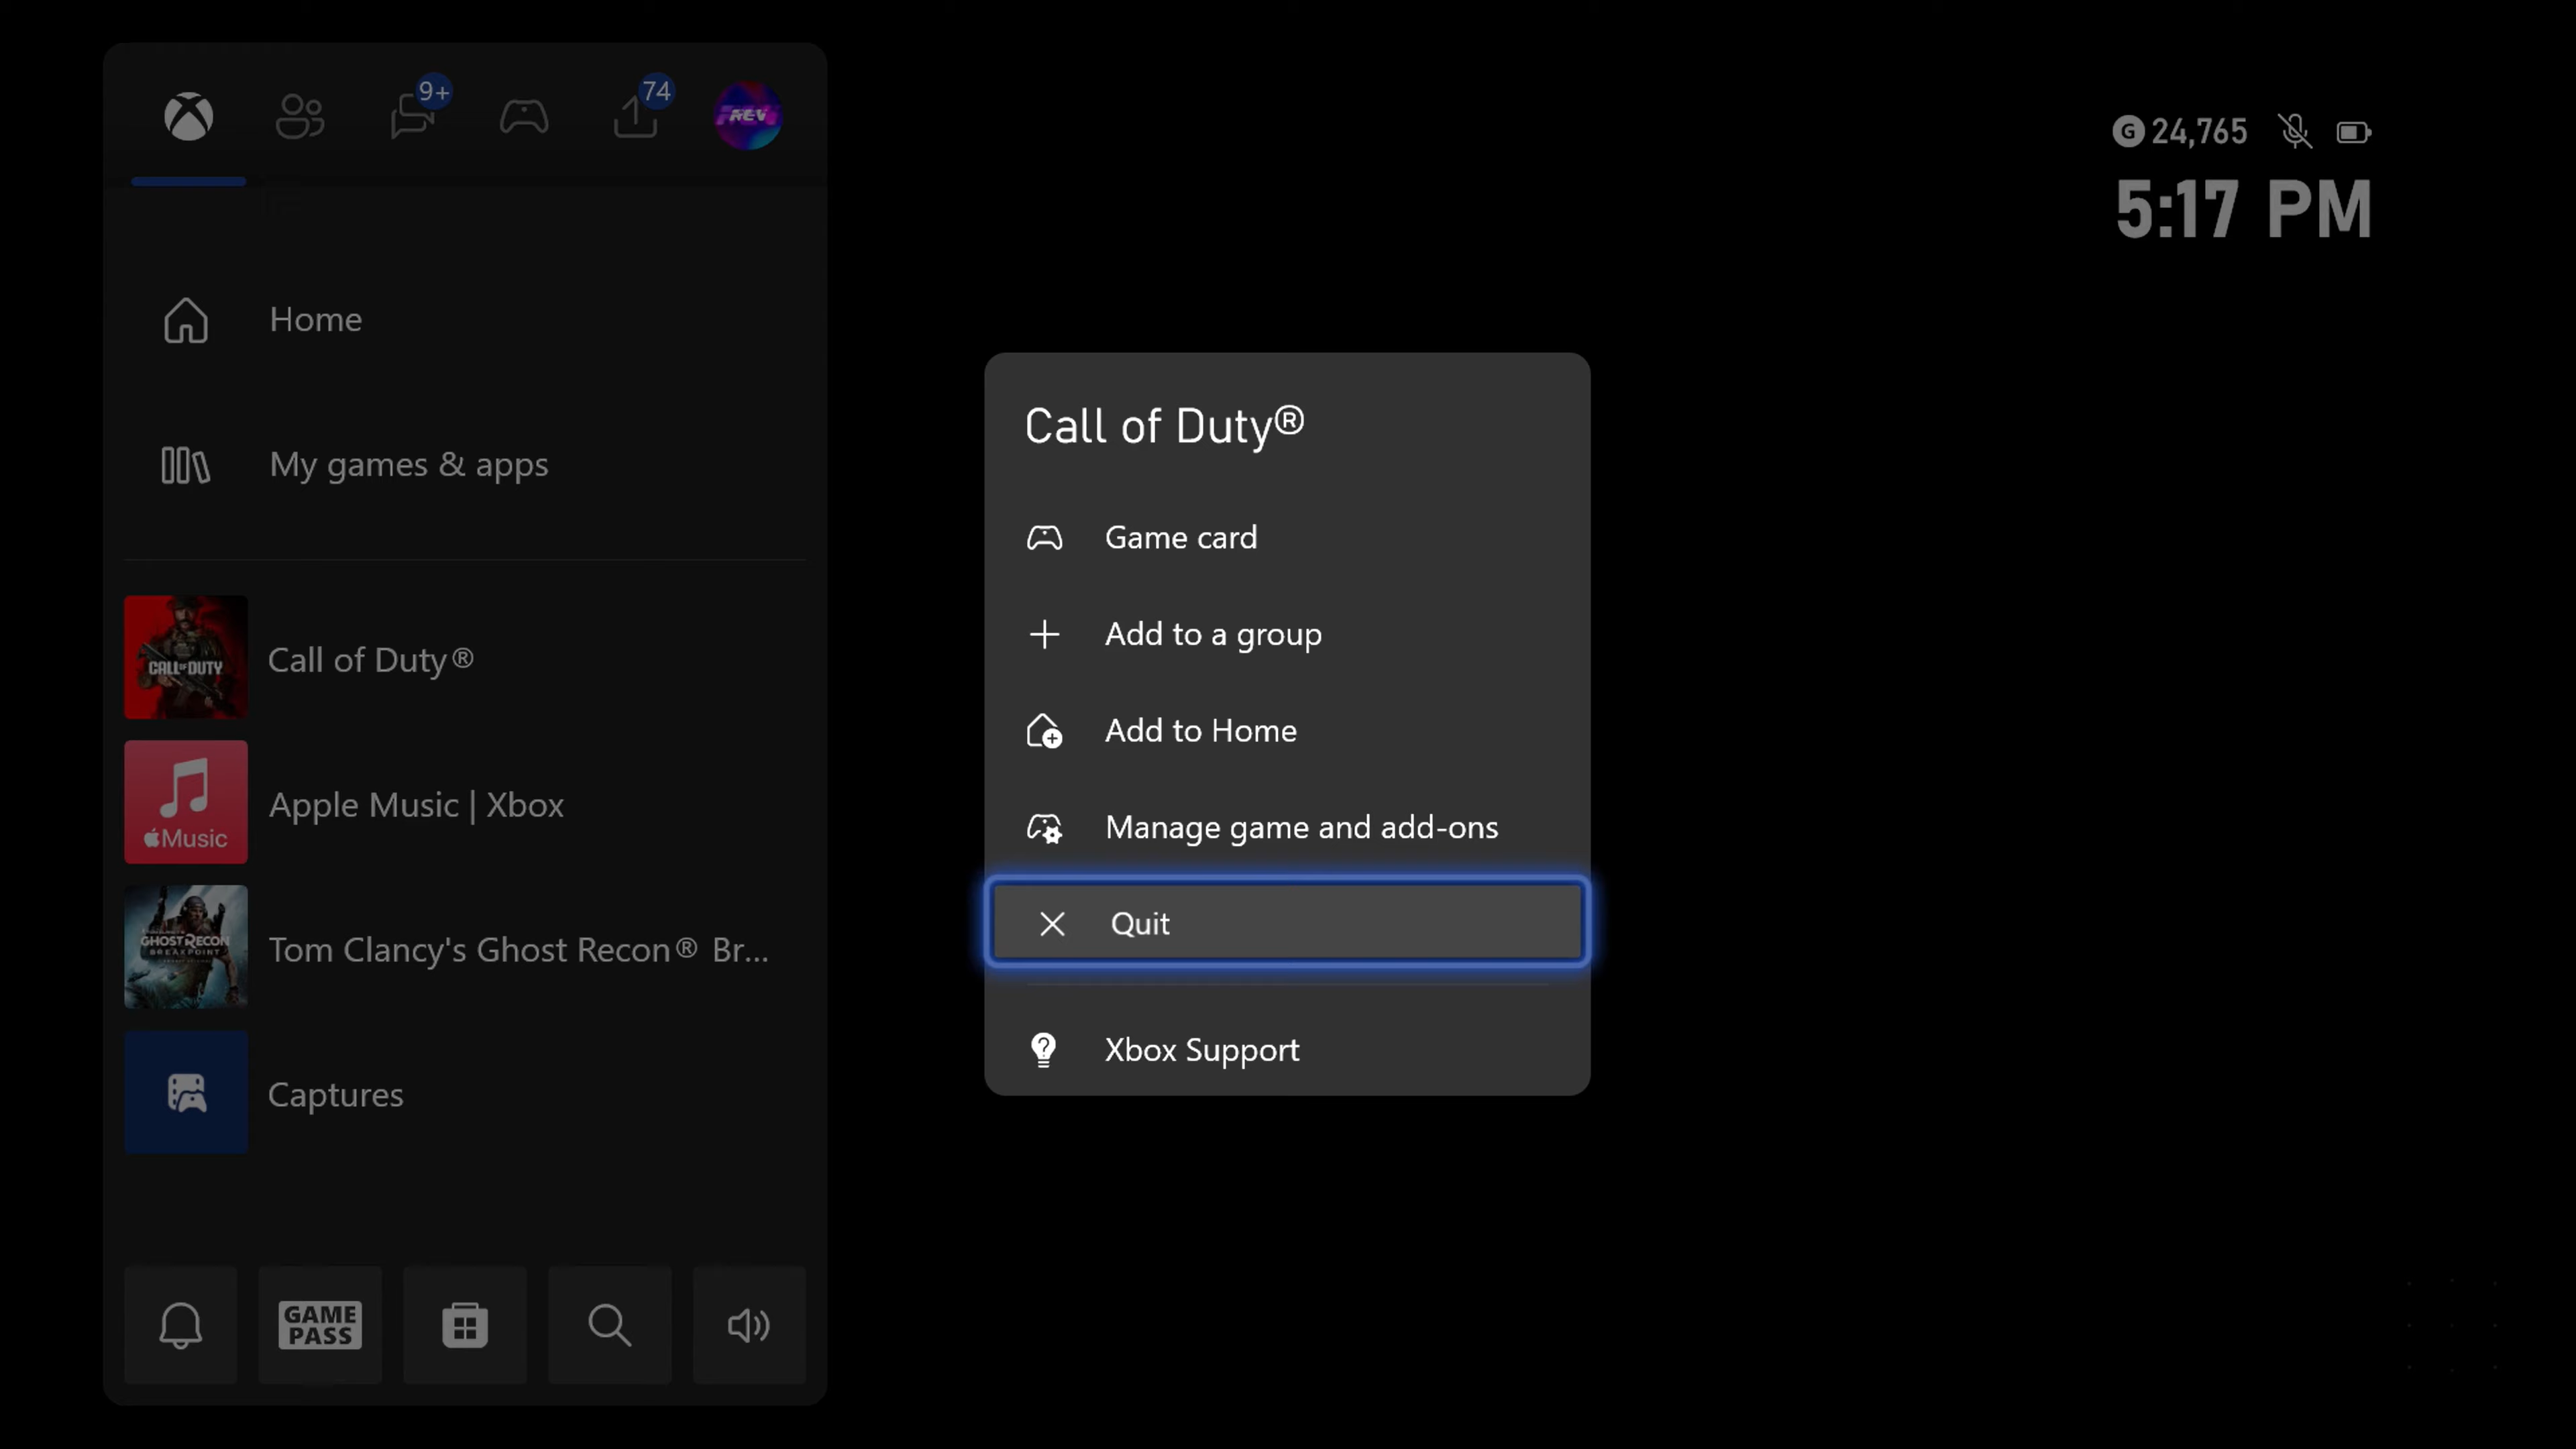 9+
74
REV
G 24,765
5:17 PM
Home
My games & apps
CALL OF DUTY
Call of Duty®
Music
Apple Music | Xbox
GHOST RECON
BREAKPOINT
Tom Clancy's Ghost Recon® Br...
Captures
GAME
PASS
Call of Duty®
Game card
Add to a group
Add to Home
Manage game and add-ons
Quit
Xbox Support